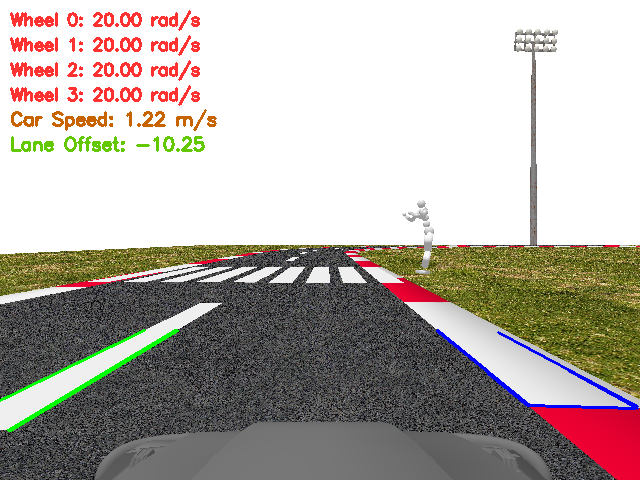 Wheel 0: 20.00 rad/s
Wheel 1: 20.00 rad/s
Wheel 2: 20.00 rad/s
Wheel 3: 20.00 rad/s
Car Speed: 1.22 m/s
Lane Offset: -10.25